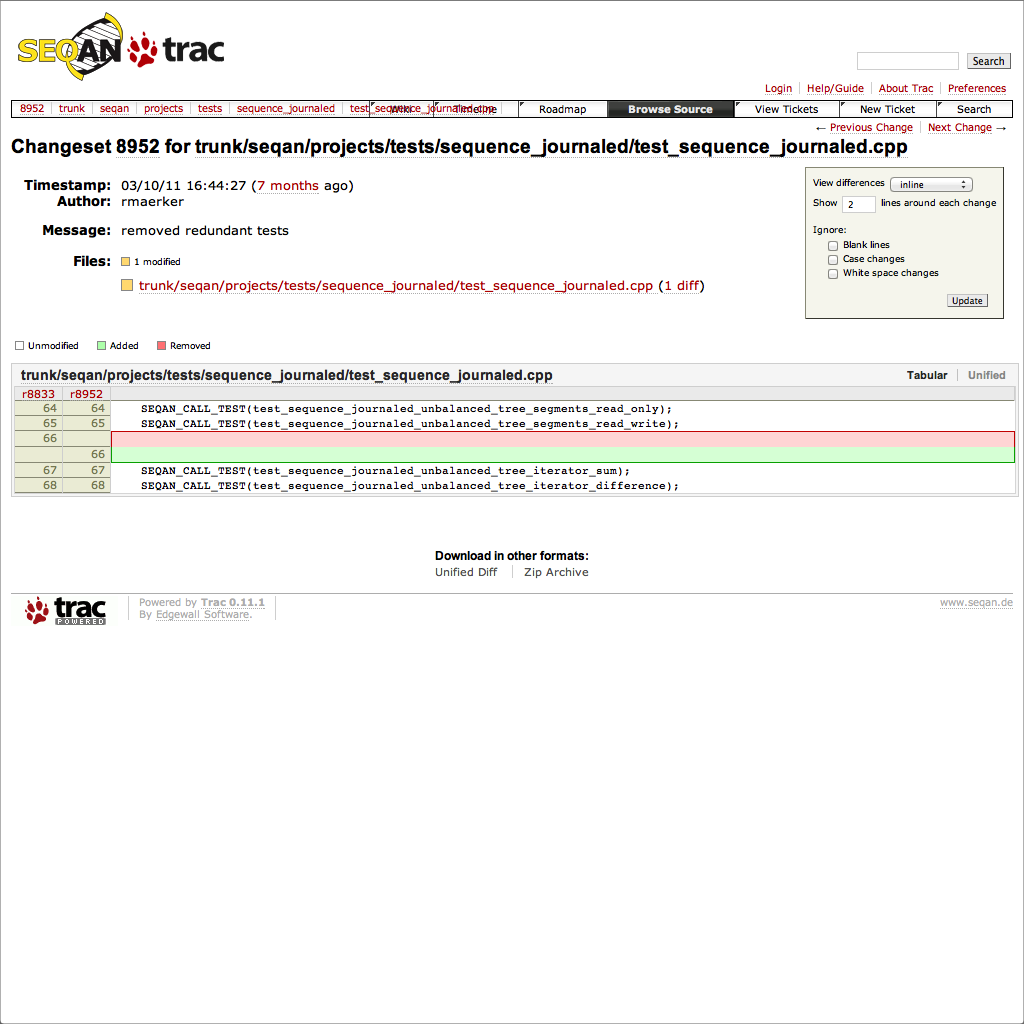 SEQAN trac
Search
Login Help/Guide About Trac Preferences
8952 trunk seqan projects tests sequence_journaled test_sequence_journaled.cpp Wiki Timeline Roadmap Browse Source View Tickets New Ticket Search
← Previous Change Next Change →
Changeset 8952 for trunk/seqan/projects/tests/sequence_journaled/test_sequence_journaled.cpp
Timestamp: 03/10/11 16:44:27 (7 months ago)
Author: rmaerker
Message: removed redundant tests
Files: 1 modified
trunk/seqan/projects/tests/sequence_journaled/test_sequence_journaled.cpp (1 diff)
View differences inline
Show 2 lines around each change
Ignore:
Blank lines
Case changes
White space changes
Update
Unmodified Added Removed
trunk/seqan/projects/tests/sequence_journaled/test_sequence_journaled.cpp Tabular Unified
r8833 r8952
64 64 SEQAN_CALL_TEST(test_sequence_journaled_unbalanced_tree_segments_read_only);
65 65 SEQAN_CALL_TEST(test_sequence_journaled_unbalanced_tree_segments_read_write);
66
66
67 67 SEQAN_CALL_TEST(test_sequence_journaled_unbalanced_tree_iterator_sum);
68 68 SEQAN_CALL_TEST(test_sequence_journaled_unbalanced_tree_iterator_difference);
Download in other formats:
Unified Diff Zip Archive
trac POWERED
Powered by Trac 0.11.1
By Edgewall Software.
www.seqan.de